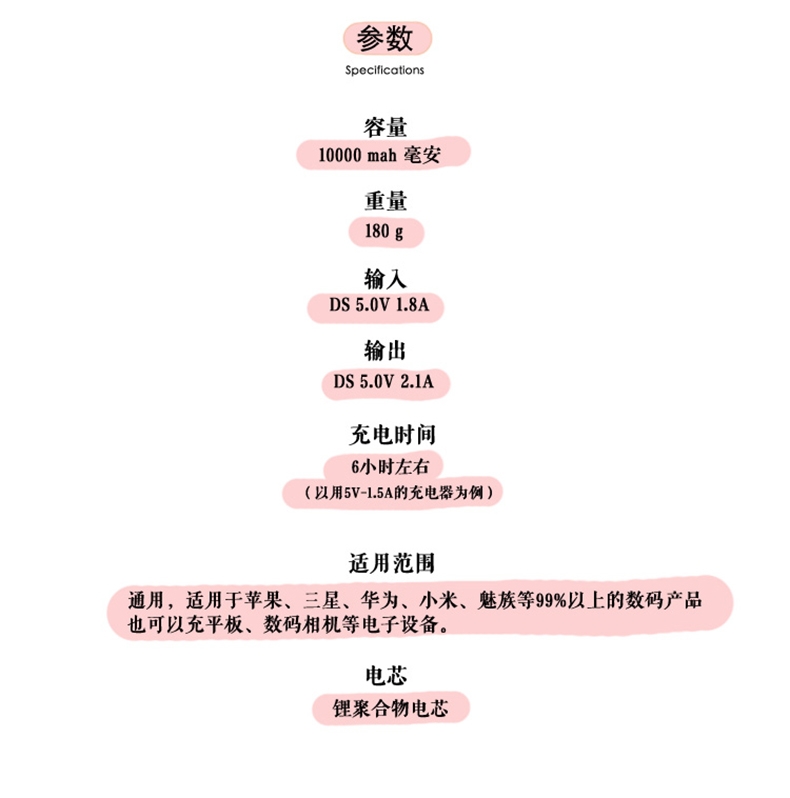 参数
Specifications
容量
10000 mah 毫安
重量
180 g
输入
DS 5.0V 1.8A
输出
DS 5.0V 2.1A
充电时间
6小时左右
（以用5V-1.5A的充电器为例）
适用范围
通用，适用于苹果、三星、华为、小米、魅族等99%以上的数码产品
也可以充平板、数码相机等电子设备。
电芯
锂聚合物电芯